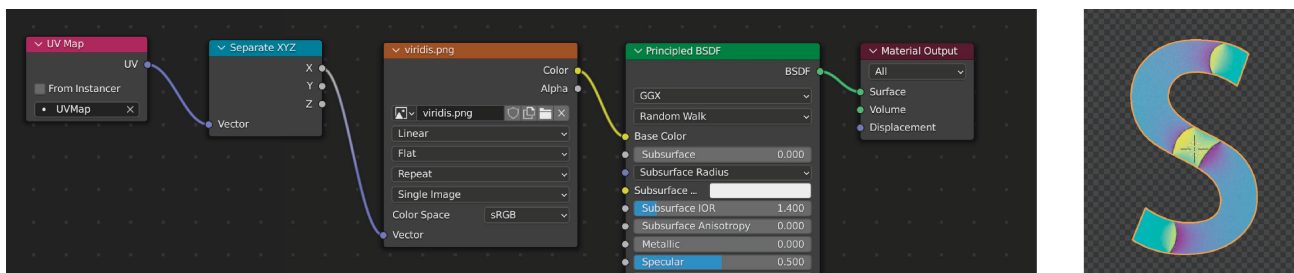 UV Map
UV
From Instancer
UVMap
Separate XYZ
X
Y
Z
Vector
viridis.png
Color
Alpha
viridis.png
Linear
Flat
Repeat
Single Image
Color Space sRGB
Vector
Principled BSDF
BSDF
GGX
Random Walk
Base Color
Subsurface 0.000
Subsurface Radius
Subsurface ...
Subsurface IOR 1.400
Subsurface Anisotropy 0.000
Metallic 0.000
Specular 0.500
Material Output
All
Surface
Volume
Displacement
S